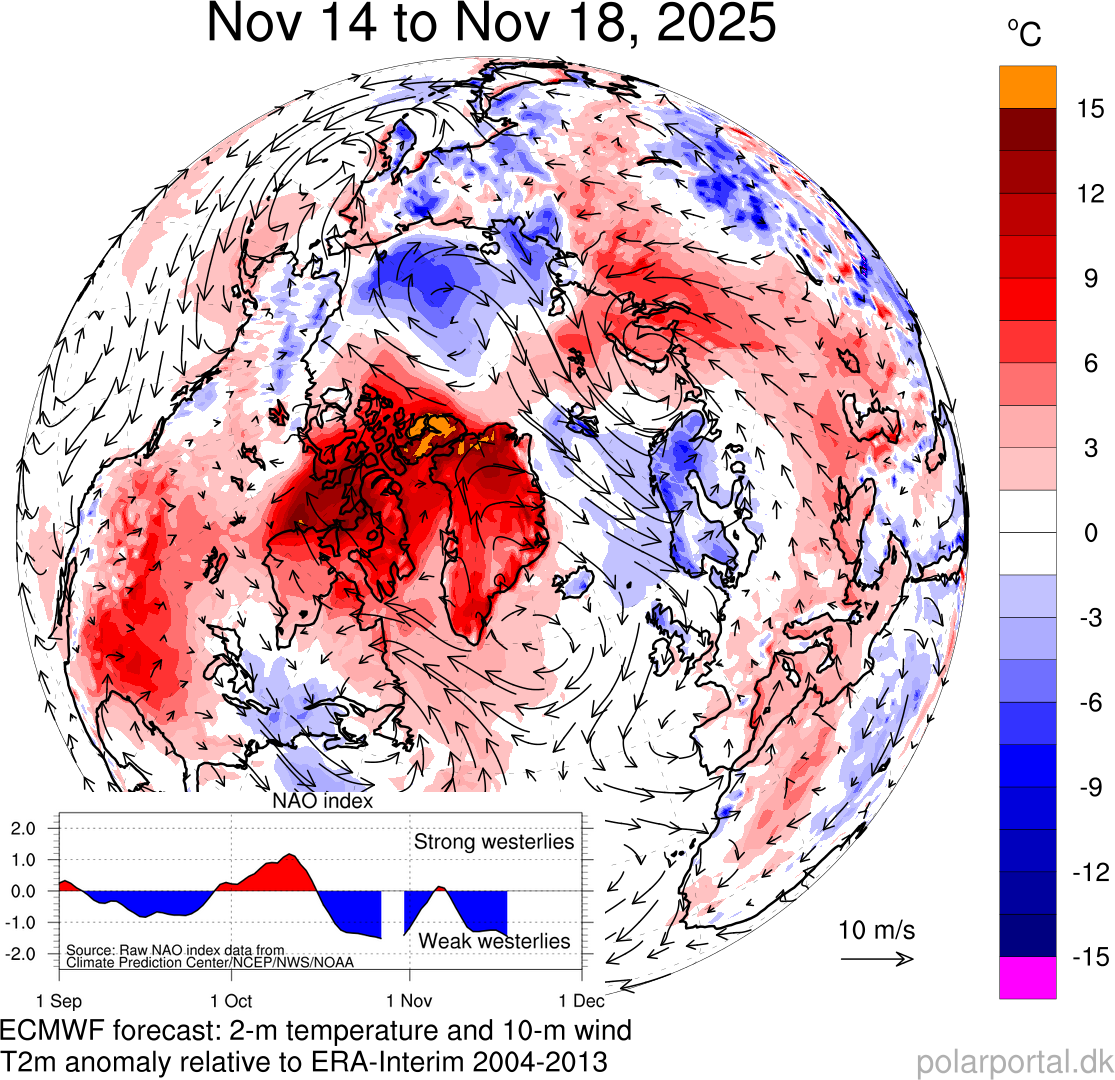 Nov 14 to Nov 18, 2025
°C
15
12
9
6
3
0
-3
-6
-9
-12
-15
10 m/s
NAO index
2.0
1.0
0.0
-1.0
-2.0
Strong westerlies
Weak westerlies
Source: Raw NAO index data from
Climate Prediction Center/NCEP/NWS/NOAA
1 Sep 1 Oct 1 Nov 1 Dec
ECMWF forecast: 2-m temperature and 10-m wind
T2m anomaly relative to ERA-Interim 2004-2013
polarportal.dk